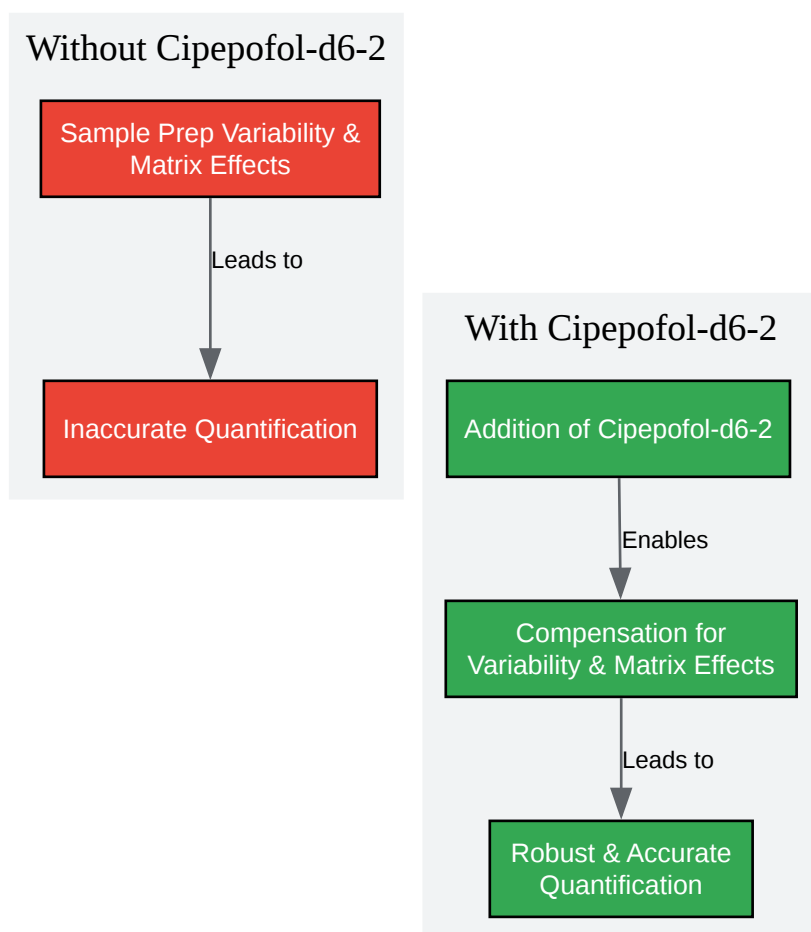 Without Cipepofol-d6-2
Sample Prep Variability &
Matrix Effects
Leads to
Inaccurate Quantification
With Cipepofol-d6-2
Addition of Cipepofol-d6-2
Enables
Compensation for
Variability & Matrix Effects
Leads to
Robust & Accurate
Quantification